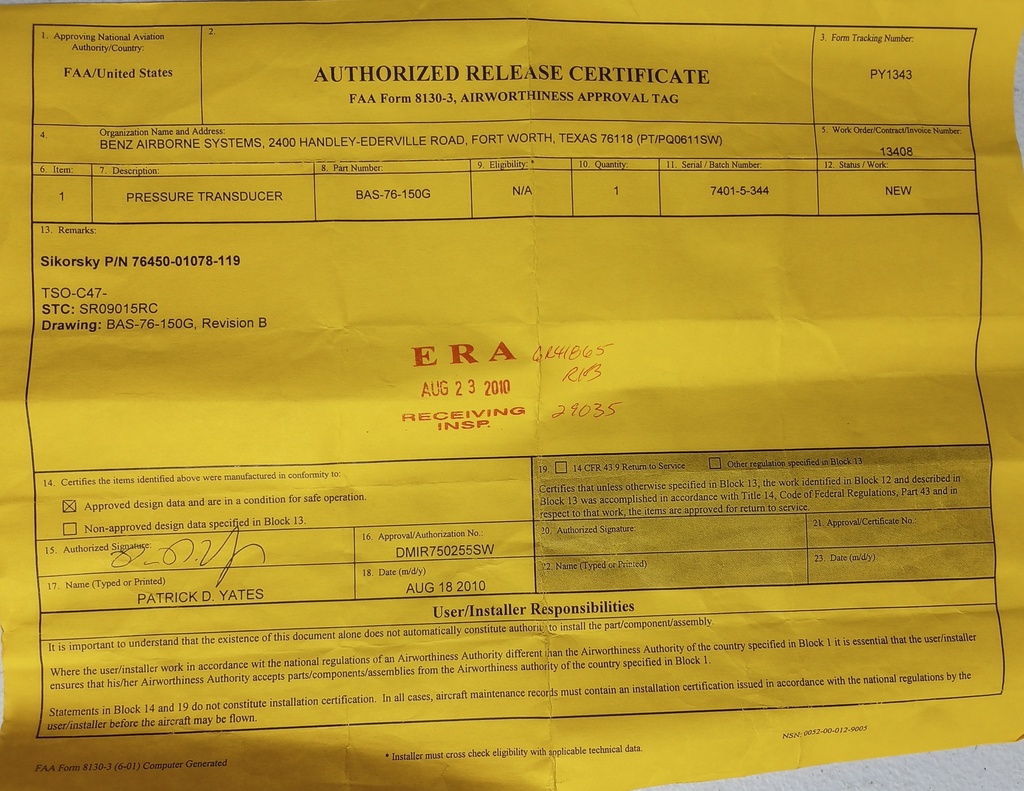 1. Approving National Aviation
Authority/Country:
FAA/United States
2.
AUTHORIZED RELEASE CERTIFICATE
FAA Form 8130-3, AIRWORTHINESS APPROVAL TAG
3. Form Tracking Number:
PY1343
4. Organization Name and Address:
BENZ AIRBORNE SYSTEMS, 2400 HANDLEY-EDERVILLE ROAD, FORT WORTH, TEXAS 76118 (PT/PQ0611SW)
5. Work Order/Contract/Invoice Number:
13408
6. Item: 7. Description: 8. Part Number: 9. Eligibility: * 10. Quantity: 11. Serial / Batch Number: 12. Status / Work:
1 PRESSURE TRANSDUCER BAS-76-150G N/A 1 7401-5-344 NEW
13. Remarks:
Sikorsky P/N 76450-01078-119
TSO-C47-
STC: SR09015RC
Drawing: BAS-76-150G, Revision B
ERA
AUG 23 2010
RECEIVING
INSP.
29035
14. Certifies the items identified above were manufactured in conformity to:
Approved design data and are in a condition for safe operation.
Non-approved design data specified in Block 13.
15. Authorized Signature:
16. Approval/Authorization No.:
DMIR750255SW
17. Name (Typed or Printed)
PATRICK D. YATES
18. Date (m/d/y)
AUG 18 2010
19. 14 CFR 43.9 Return to Service Other regulation specified in Block 13
Certifies that unless otherwise specified in Block 13, the work identified in Block 12 and described in
Block 13 was accomplished in accordance with Title 14, Code of Federal Regulations, Part 43 and in
respect to that work, the items are approved for return to service.
20. Authorized Signature:
21. Approval/Certificate No.:
22. Name (Typed or Printed)
23. Date (m/d/y)
User/Installer Responsibilities
It is important to understand that the existence of this document alone does not automatically constitute authorit to install the part/component/assembly.
Where the user/installer work in accordance wit the national regulations of an Airworthiness Authority different than the Airworthiness Authority of the country specified in Block 1 it is essential that the user/installer
ensures that his/her Airworthiness Authority accepts parts/components/assemblies from the Airworthiness authority of the country specified in Block 1.
Statements in Block 14 and 19 do not constitute installation certification. In all cases, aircraft maintenance records must contain an installation certification issued in accordance with the national regulations by the
user/installer before the aircraft may be flown.
FAA Form 8130-3 (6-01) Computer Generated
* Installer must cross check eligibility with applicable technical data.
NSN: 0052-00-012-9005